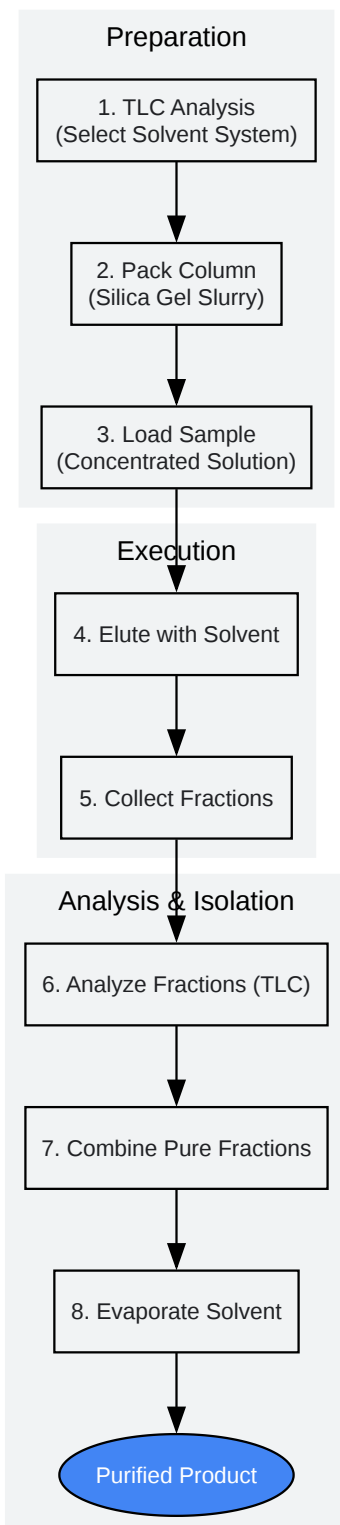 Preparation
1. TLC Analysis
(Select Solvent System)
2. Pack Column
(Silica Gel Slurry)
3. Load Sample
(Concentrated Solution)
Execution
4. Elute with Solvent
5. Collect Fractions
Analysis & Isolation
6. Analyze Fractions (TLC)
7. Combine Pure Fractions
8. Evaporate Solvent
Purified Product